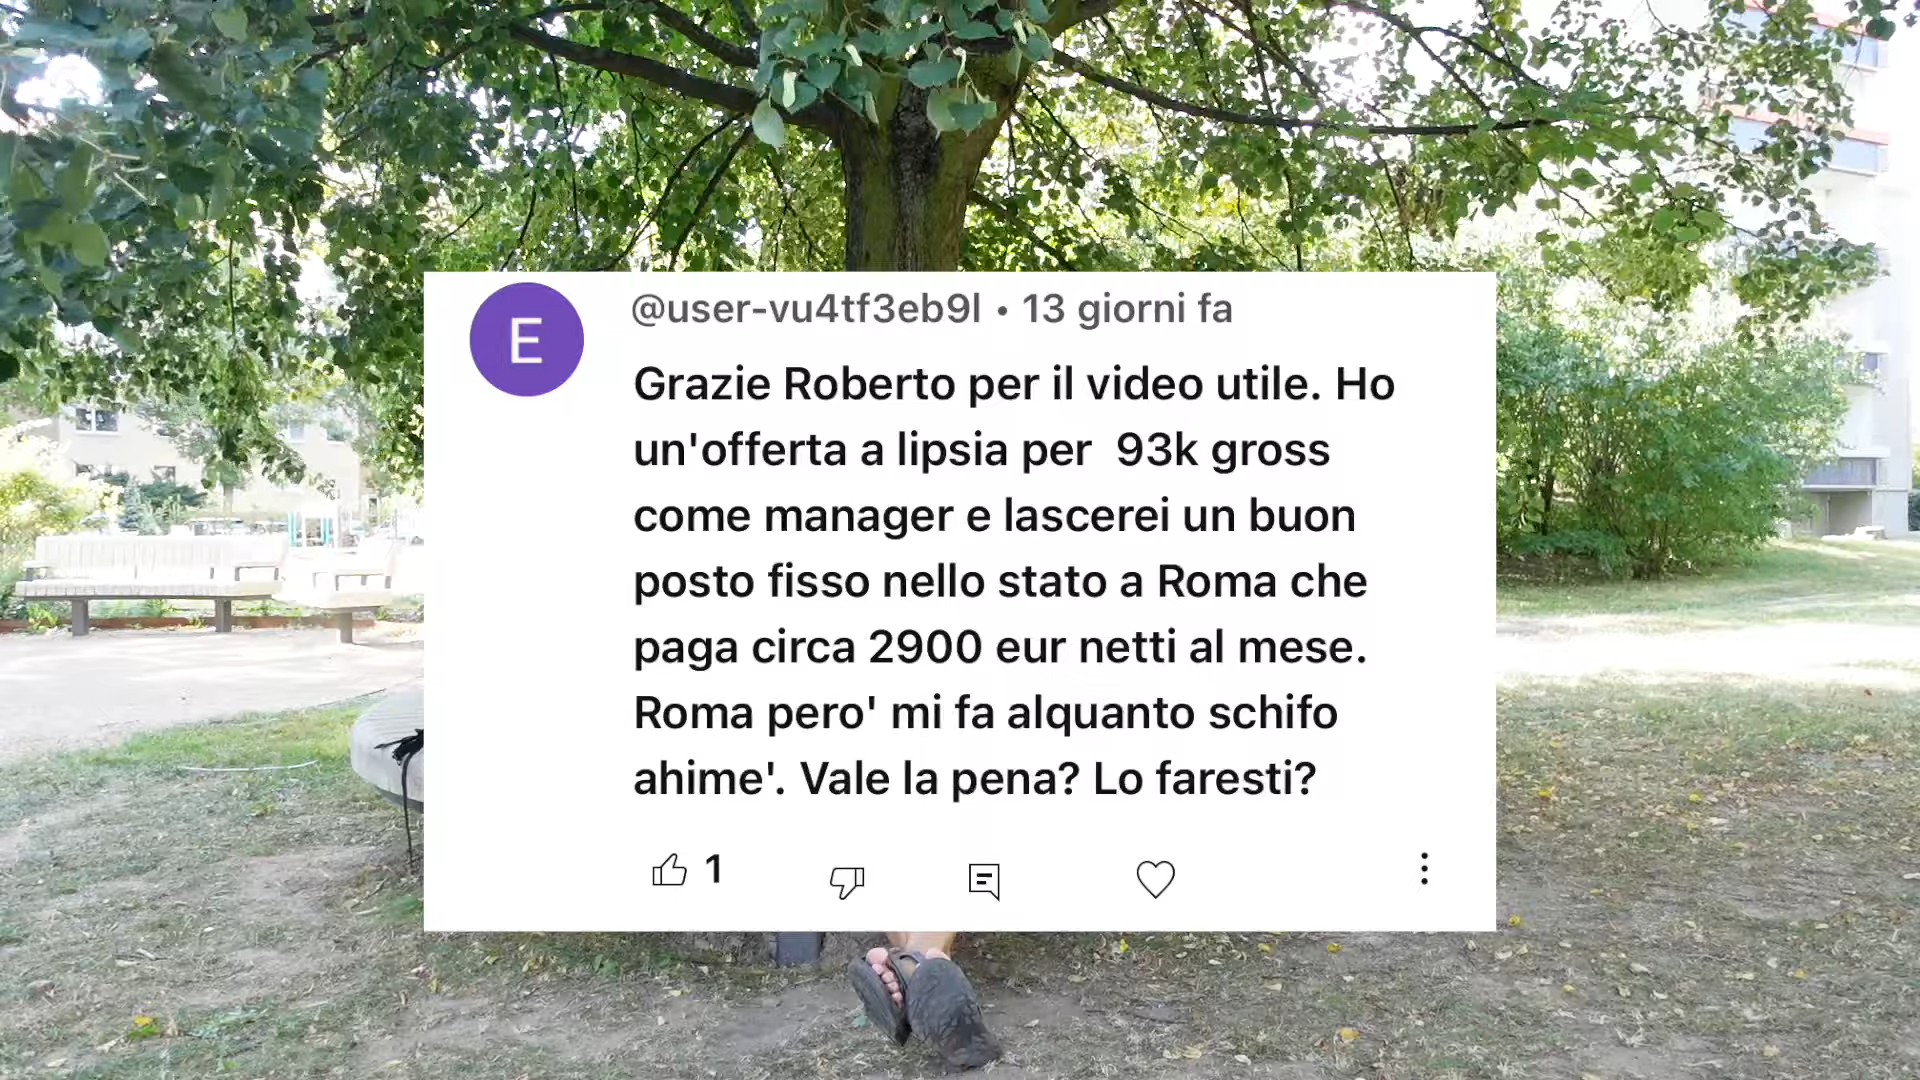 E
@user-vu4tf3eb9l • 13 giorni fa
Grazie Roberto per il video utile. Ho
un'offerta a lipsia per  93k gross
come manager e lascerei un buon
posto fisso nello stato a Roma che
paga circa 2900 eur netti al mese.
Roma pero' mi fa alquanto schifo
ahime'. Vale la pena? Lo faresti?
1